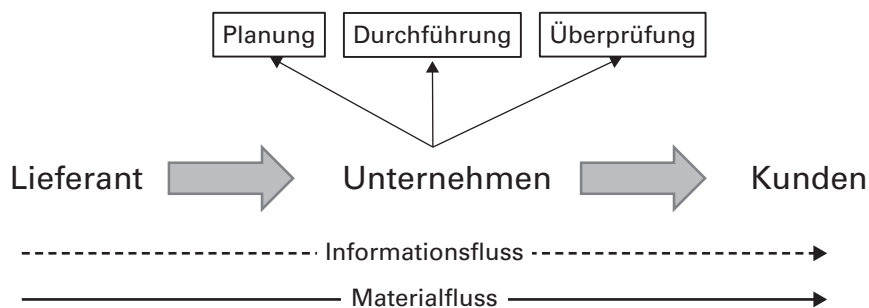 Planung Durchführung Überprüfung
Lieferant Unternehmen Kunden
Informationsfluss
Materialfluss